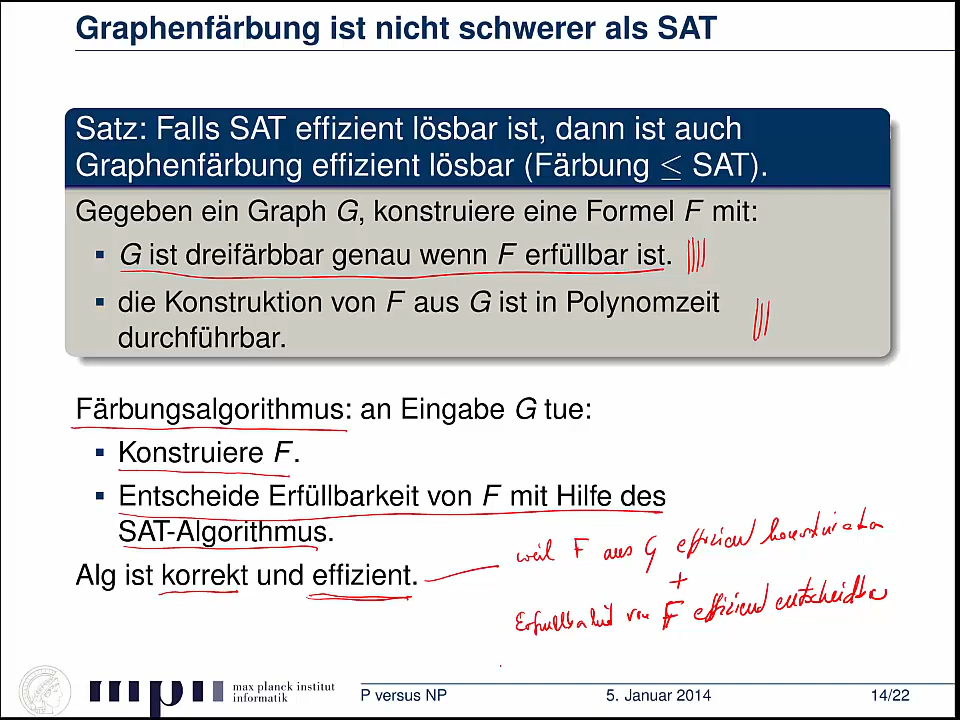 Graphenfärbung ist nicht schwerer als SAT
Satz: Falls SAT effizient lösbar ist, dann ist auch
Graphenfärbung effizient lösbar (Färbung ≤ SAT).
Gegeben ein Graph G, konstruiere eine Formel F mit:
▪ G ist dreifärbbar genau wenn F erfüllbar ist.
▪ die Konstruktion von F aus G ist in Polynomzeit
durchführbar.
Färbungsalgorithmus: an Eingabe G tue:
▪ Konstruiere F.
▪ Entscheide Erfüllbarkeit von F mit Hilfe des
SAT-Algorithmus.
Alg ist korrekt und effizient.
weil F aus G effizient
+
von F effizient entscheidbar
max planck institut
informatik
P versus NP
5. Januar 2014
14/22